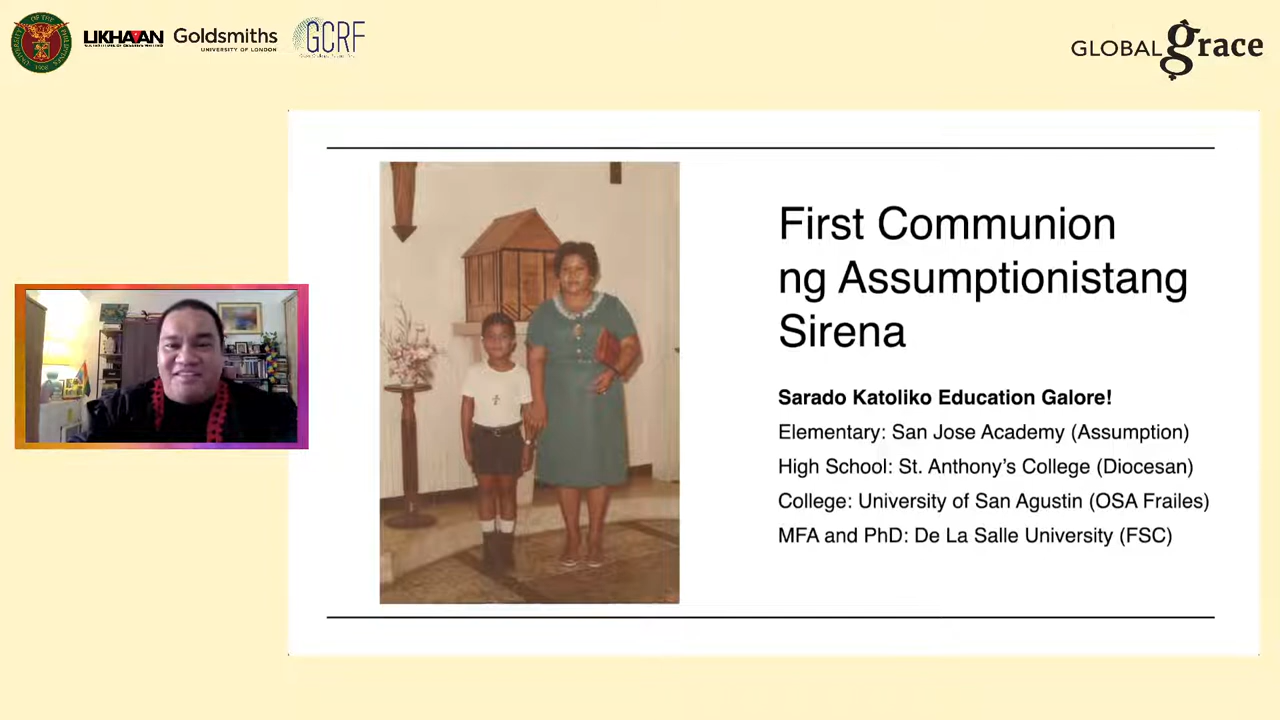 LIKHAAN
Goldsmiths
UNIVERSITY OF LONDON
GCRF
GLOBAL grace
First Communion
ng Assumptionistang
Sirena
Sarado Katoliko Education Galore!
Elementary: San Jose Academy (Assumption)
High School: St. Anthony's College (Diocesan)
College: University of San Agustin (OSA Frailes)
MFA and PhD: De La Salle University (FSC)